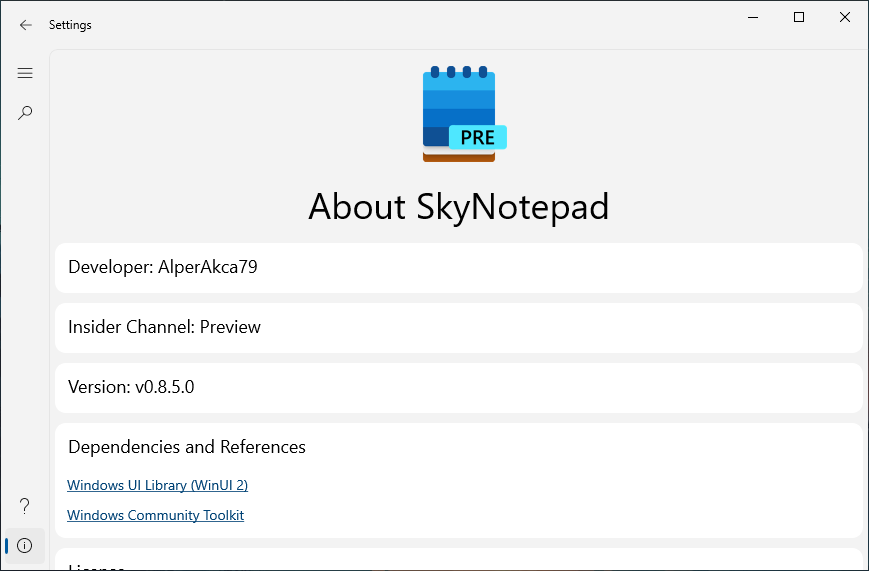 Settings
PRE
About SkyNotepad
Developer: AlperAkca79
Insider Channel: Preview
Version: v0.8.5.0
Dependencies and References
Windows UI Library (WinUI 2)
Windows Community Toolkit